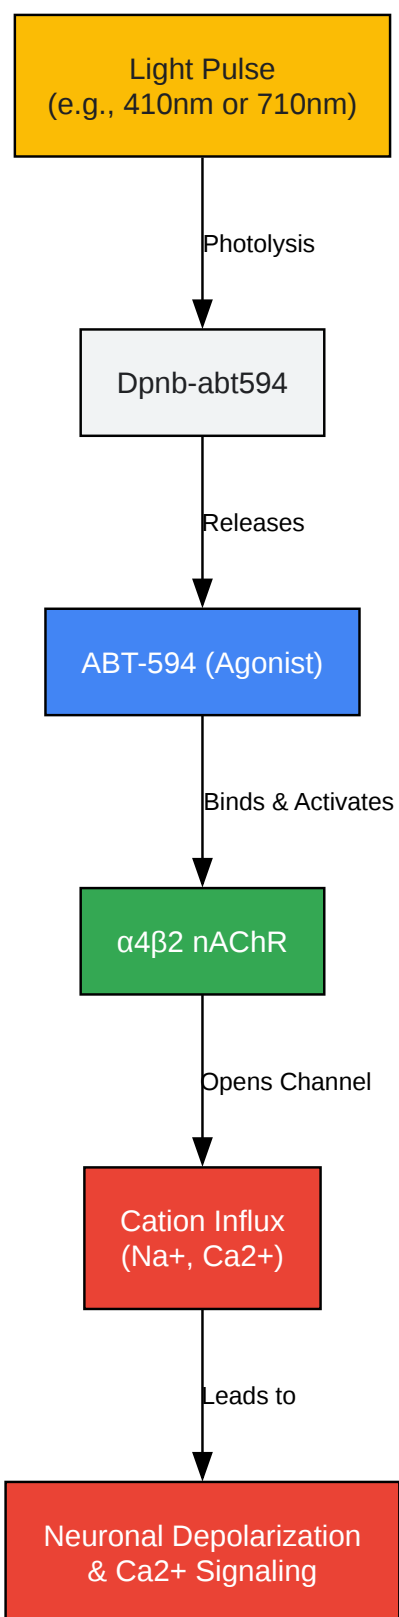 Light Pulse
(e.g., 410nm or 710nm)
Photolysis
Dpnb-abt594
Releases
ABT-594 (Agonist)
Binds & Activates
α4β2 nAChR
Opens Channel
Cation Influx
(Na+, Ca2+)
Leads to
Neuronal Depolarization
& Ca2+ Signaling